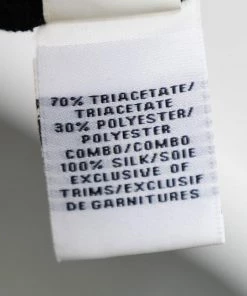 70% TRIACETATE/
TRIACETATE
30% POLYESTER/
POLYESTER
COMBO/COMBO
100% SILK/SOIE
EXCLUSIVE OF
TRIMS/EXCLUSIF
DE GARNITURES